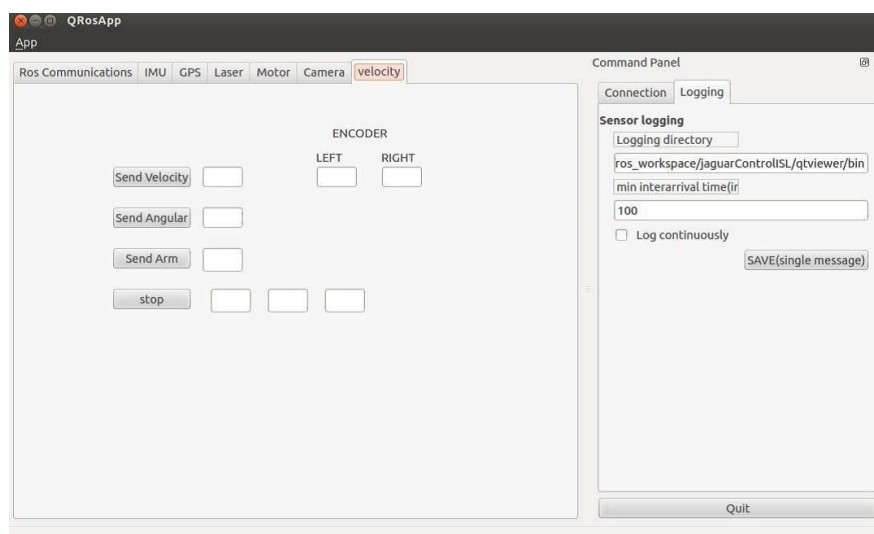 QRosApp
App
Ros Communications IMU GPS Laser Motor Camera velocity
ENCODER
LEFT RIGHT
Send Velocity
Send Angular
Send Arm
stop
Command Panel
Connection Logging
Sensor logging
Logging directory
ros_workspace/jaguarControlISL/qtviewer/bin
min interarrival time(ir
100
Log continuously
SAVE(single message)
Quit